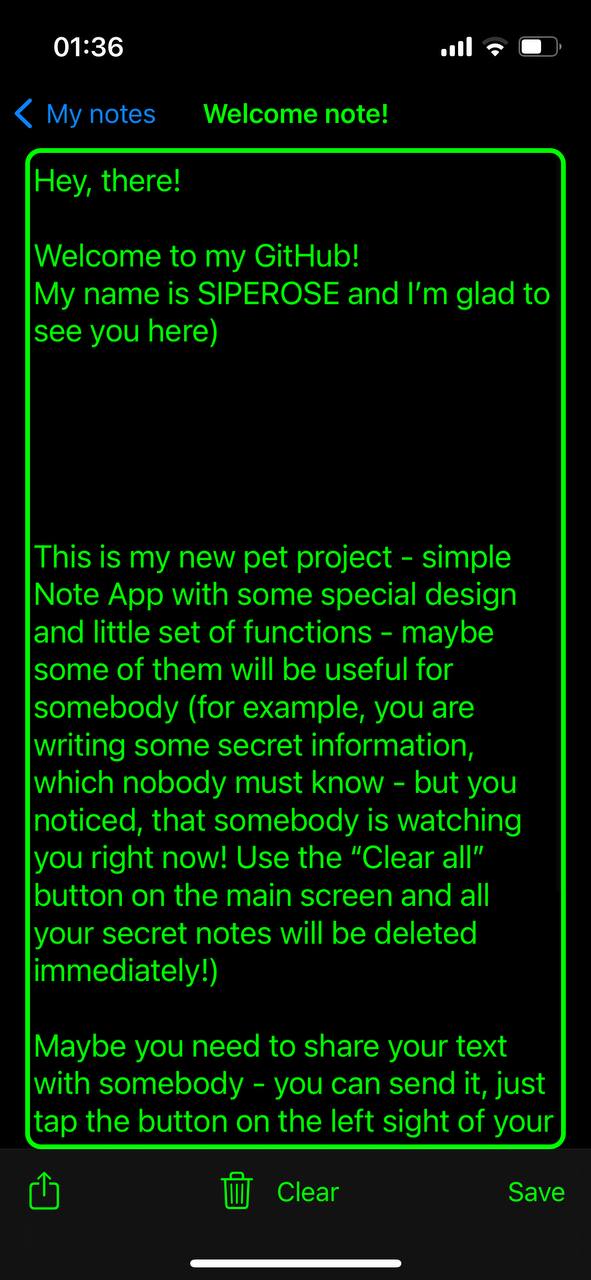 01:36
My notes
Welcome note!
Hey, there!
Welcome to my GitHub!
My name is SIPEROSE and I’m glad to
see you here)
This is my new pet project - simple
Note App with some special design
and little set of functions - maybe
some of them will be useful for
somebody (for example, you are
writing some secret information,
which nobody must know - but you
noticed, that somebody is watching
you right now! Use the “Clear all”
button on the main screen and all
your secret notes will be deleted
immediately!)
Maybe you need to share your text
with somebody - you can send it, just
tap the button on the left sight of your
Clear
Save